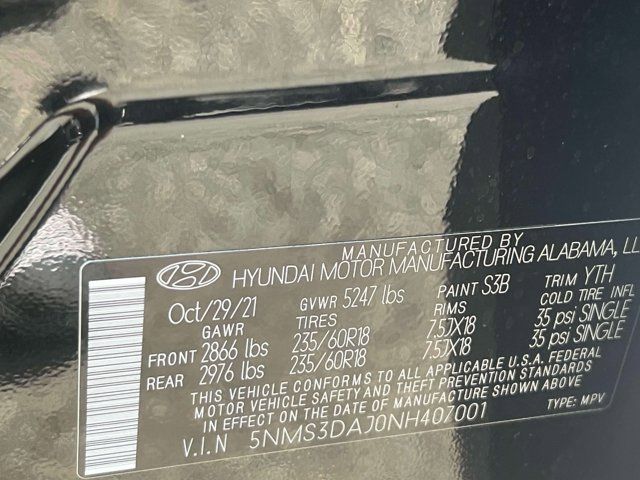 MANUFACTURED BY
HYUNDAI MOTOR MANUFACTURING ALABAMA, LL
Oct/29/21 GVWR 5247 lbs PAINT S3B TRIM YTH
GAWR TIRES RIMS COLD TIRE INFL
FRONT 2866 lbs 235/60R18 7.5JX18 35 psi SINGLE
REAR 2976 lbs 235/60R18 7.5JX18 35 psi SINGLE
THIS VEHICLE CONFORMS TO ALL APPLICABLE U.S.A. FEDERAL
MOTOR VEHICLE SAFETY AND THEFT PREVENTION STANDARDS
IN EFFECT ON THE DATE OF MANUFACTURE SHOWN ABOVE
V.I.N 5NMS3DAJ0NH407001 TYPE: MPV